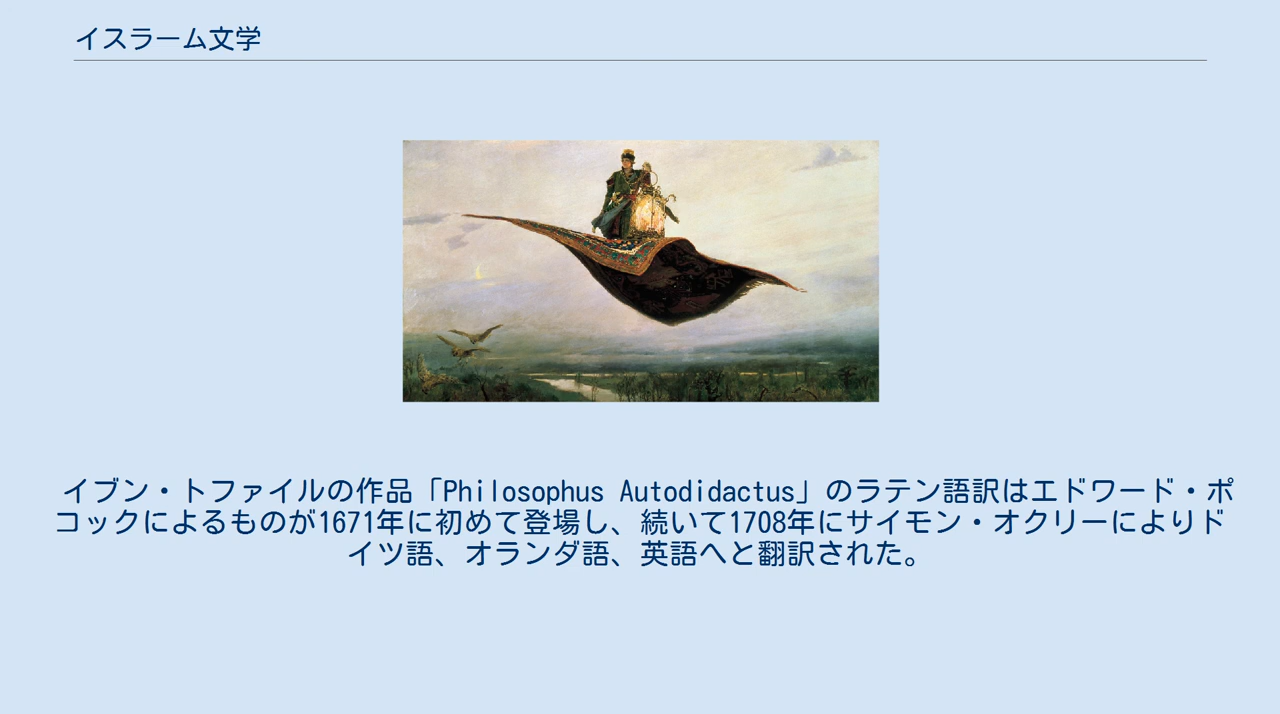 イスラーム文学
イブン・トファイルの作品「Philosophus Autodidactus」のラテン語訳はエドワード・ポ
コックによるものが1671年に初めて登場し、続いて1708年にサイモン・オクリーによりド
イツ語、オランダ語、英語へと翻訳された。